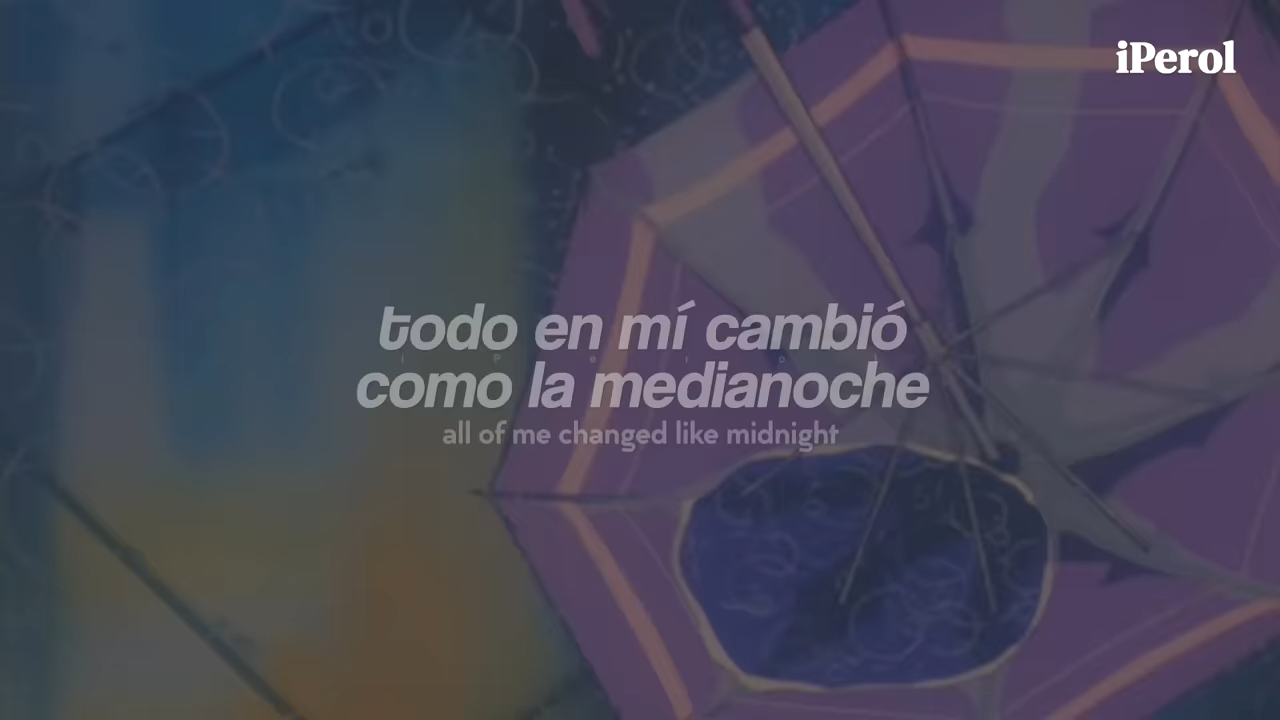 iPerol
todo en mí cambió
i P e r o l
como la medianoche
all of me changed like midnight